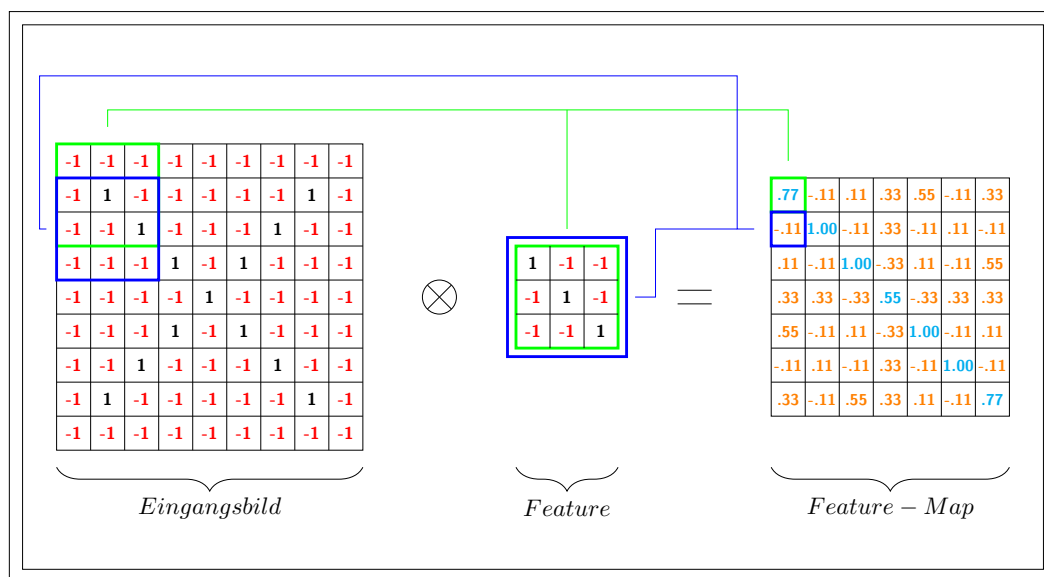 -1 -1 -1 -1 -1 -1 -1 -1 -1
-1 1 -1 -1 -1 -1 -1 1 -1
-1 -1 1 -1 -1 -1 1 -1 -1
-1 -1 -1 1 -1 1 -1 -1 -1
-1 -1 -1 -1 1 -1 -1 -1 -1
-1 -1 -1 1 -1 1 -1 -1 -1
-1 -1 1 -1 -1 -1 1 -1 -1
-1 1 -1 -1 -1 -1 -1 1 -1
-1 -1 -1 -1 -1 -1 -1 -1 -1
Eingangsbild
⊗
1 -1 -1
-1 1 -1
-1 -1 1
Feature
=
.77 -.11 .11 .33 .55 -.11 .33
-.11 1.00 -.11 .33 -.11 .11 -.11
.11 -.11 1.00 -.33 .11 -.11 .55
.33 .33 -.33 .55 -.33 .33 .33
.55 -.11 .11 -.33 1.00 -.11 .11
-.11 .11 -.11 .33 -.11 1.00 -.11
.33 -.11 .55 .33 .11 -.11 .77
Feature − Map